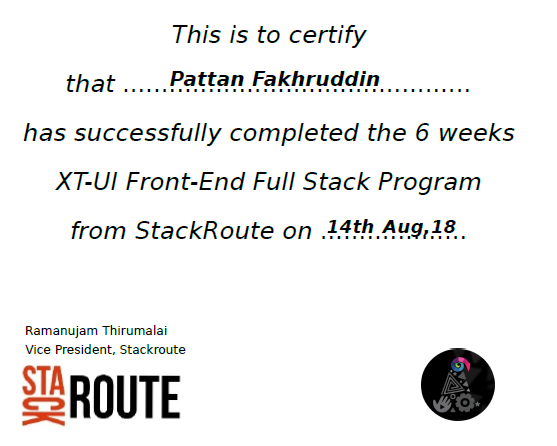 This is to certify
that ............................................. Pattan Fakhruddin
has successfully completed the 6 weeks
XT-UI Front-End Full Stack Program
from StackRoute on ................... 14th Aug,18
Ramanujam Thirumalai
Vice President, Stackroute
STACK ROUTE